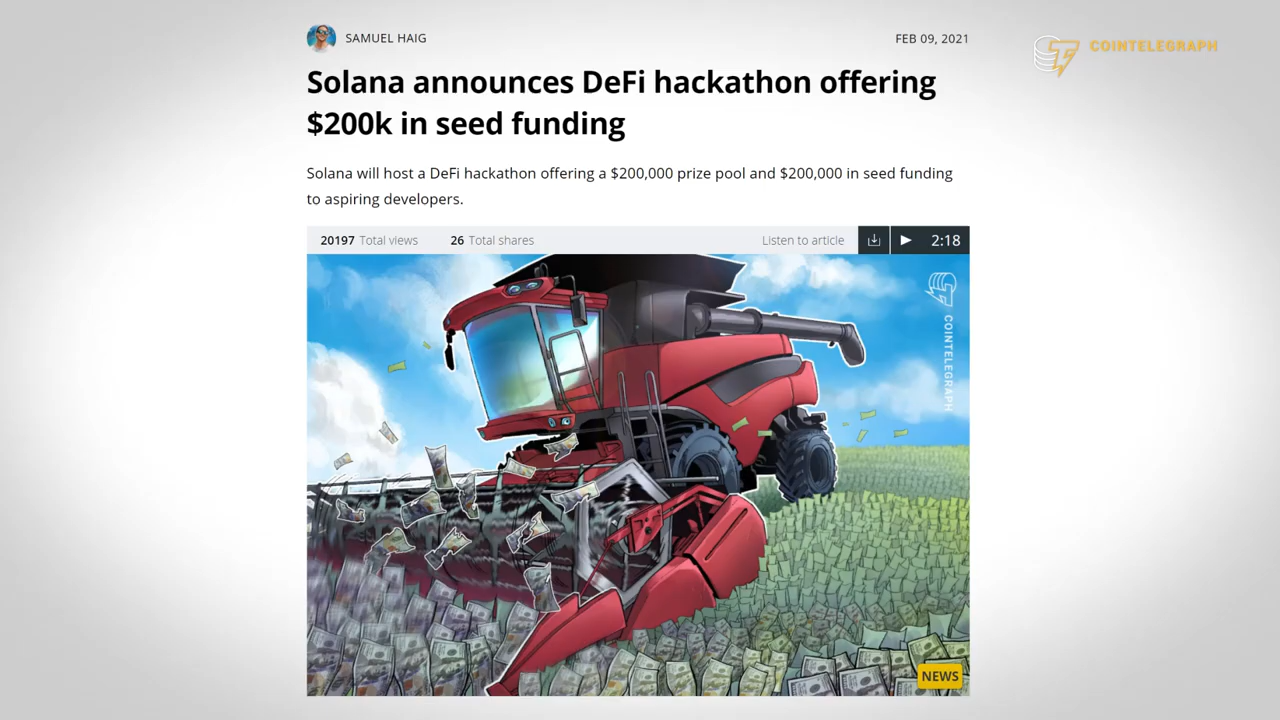 SAMUEL HAIG
FEB 09, 2021
COINTELEGRAPH
Solana announces DeFi hackathon offering
$200k in seed funding
Solana will host a DeFi hackathon offering a $200,000 prize pool and $200,000 in seed funding
to aspiring developers.
20197 Total views 26 Total shares Listen to article 2:18
COINTELEGRAPH
NEWS